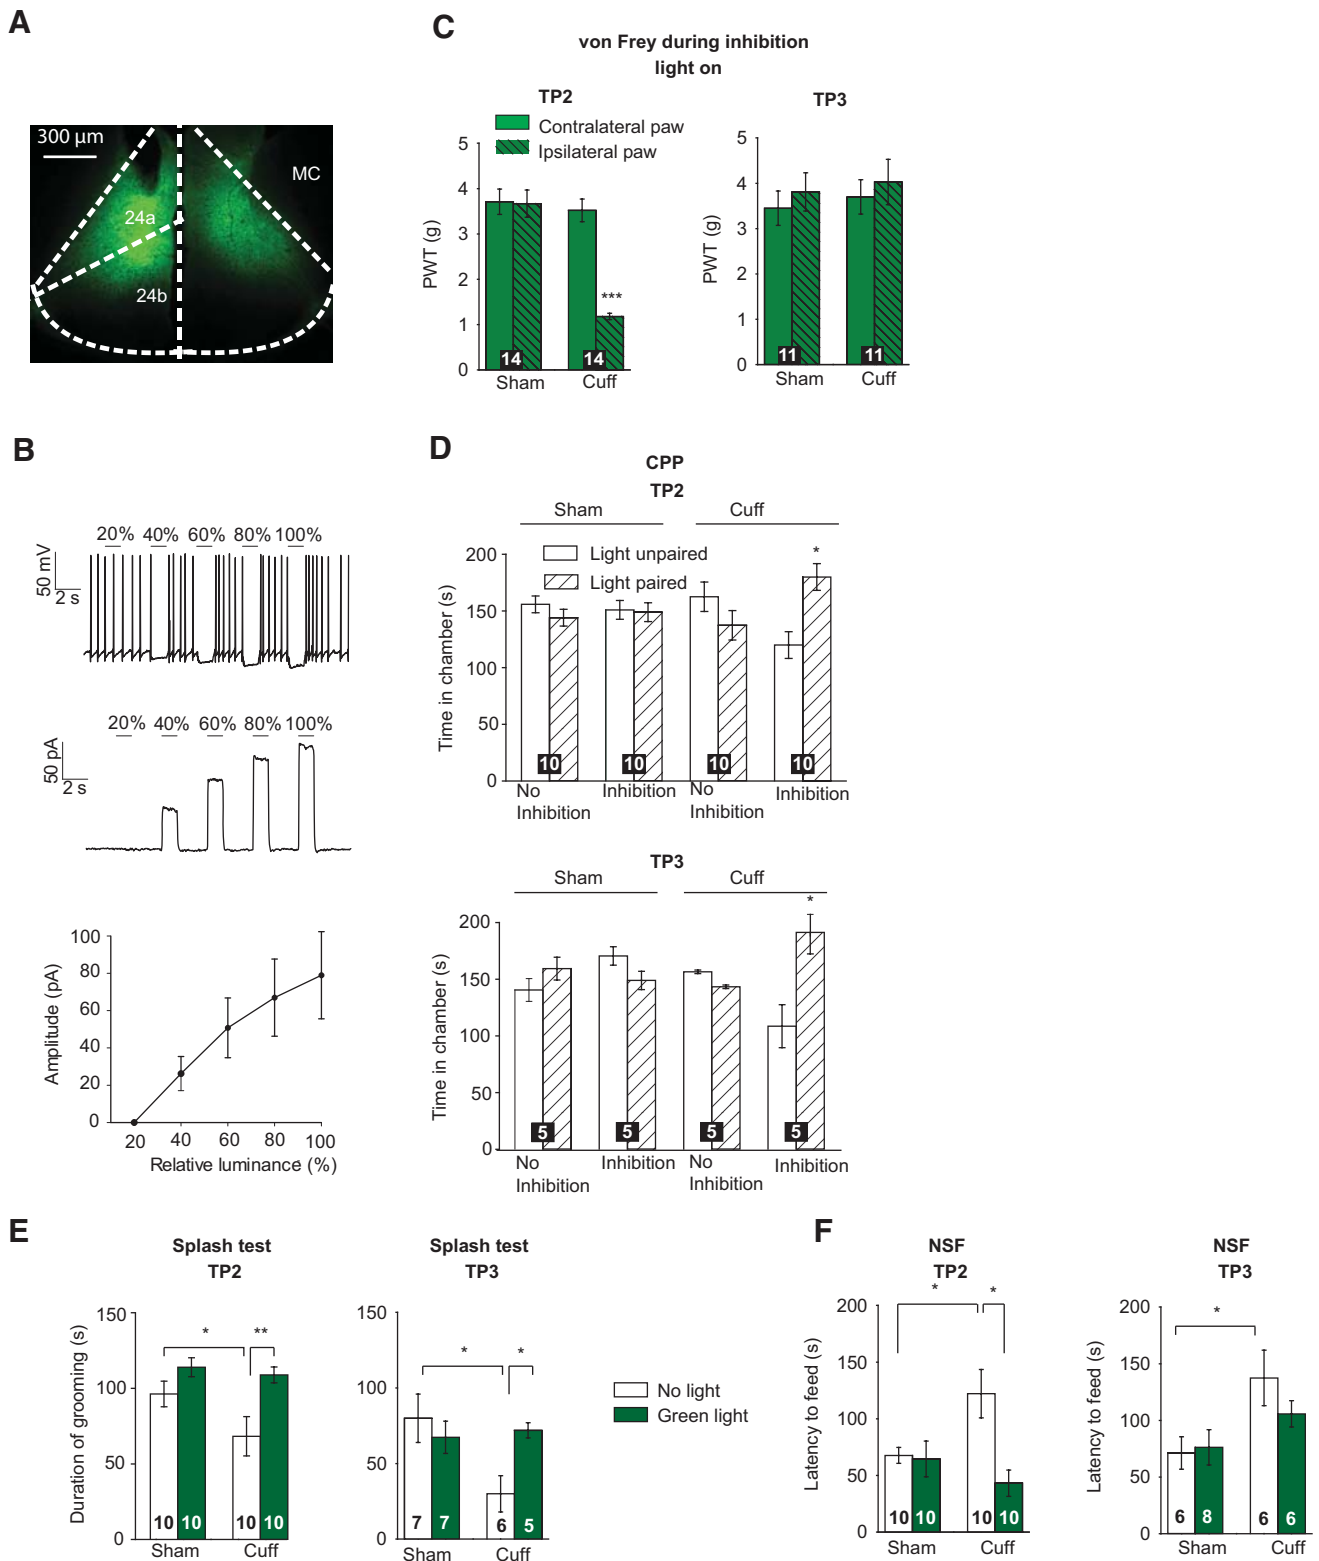 A
300 µm
MC
24a
24b
C
von Frey during inhibition
light on
TP2
Contralateral paw
Ipsilateral paw
PWT (g)
5
4
3
2
1
0
***
14
14
Sham
Cuff
TP3
PWT (g)
5
4
3
2
1
0
11
11
Sham
Cuff
B
20% 40% 60% 80% 100%
50 mV
2 s
20% 40% 60% 80% 100%
50 pA
2 s
Amplitude (pA)
100
80
60
40
20
0
20 40 60 80 100
Relative luminance (%)
D
CPP
TP2
Sham
Cuff
Light unpaired
Light paired
Time in chamber (s)
200
150
100
50
0
*
10
10
10
10
No Inhibition
Inhibition
No Inhibition
Inhibition
TP3
Sham
Cuff
Time in chamber (s)
200
150
100
50
0
*
5
5
5
5
No Inhibition
Inhibition
No Inhibition
Inhibition
E
Splash test
TP2
Duration of grooming (s)
150
100
50
0
*
**
10 10
10 10
Sham
Cuff
Splash test
TP3
150
100
50
0
*
*
7 7
6 5
Sham
Cuff
No light
Green light
F
NSF
TP2
Latency to feed (s)
200
150
100
50
0
*
*
10 10
10 10
Sham
Cuff
NSF
TP3
Latency to feed (s)
200
150
100
50
0
*
6 8
6 6
Sham
Cuff